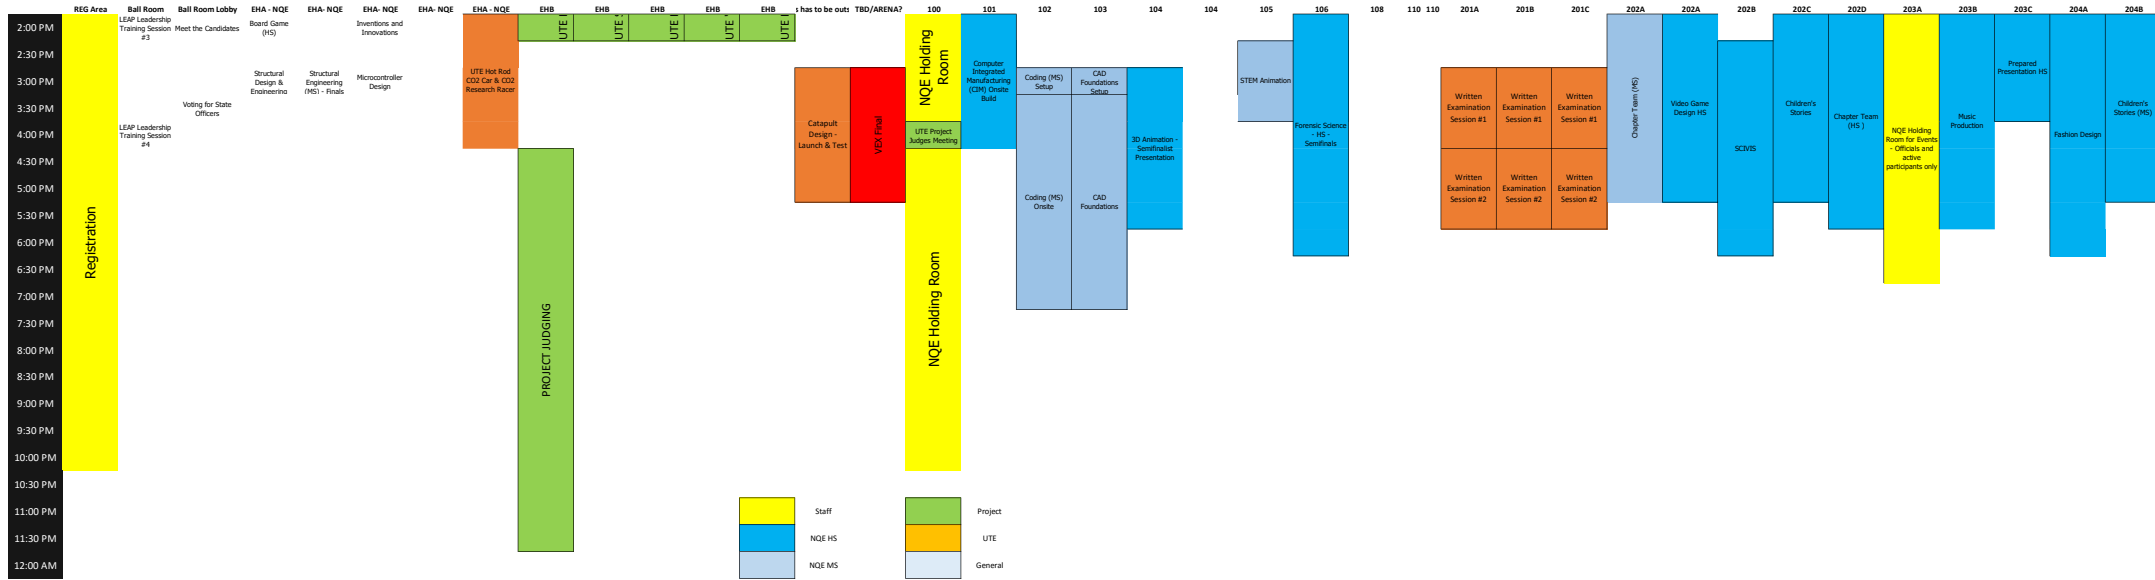 REG Area Ball Room Ball Room Lobby EHA - NQE EHA- NQE EHA- NQE EHA- NQE EHA - NQE EHB EHB EHB EHB EHB has to be outs TBD/ARENA? 100 101 102 103 104 104 105 106 108 110 110 201A 201B 201C 202A 202A 202B 202C 202D 203A 203B 203C 204A 204B
2:00 PM
2:30 PM
3:00 PM
3:30 PM
4:00 PM
4:30 PM
5:00 PM
5:30 PM
6:00 PM
6:30 PM
7:00 PM
7:30 PM
8:00 PM
8:30 PM
9:00 PM
9:30 PM
10:00 PM
10:30 PM
11:00 PM
11:30 PM
12:00 AM
Registration
LEAP Leadership
Training Session
#3
LEAP Leadership
Training Session
#4
Meet the Candidates
Voting for State
Officers
Board Game
(HS)
Structural
Design &
Engineering
Structural
Engineering
(MS) - Finals
Inventions and
Innovations
Microcontroller
Design
UTE Hot Rod
CO2 Car & CO2
Research Racer
UTE
UTE
UTE
UTE
UTE
PROJECT JUDGING
Catapult
Design -
Launch & Test
VEX Final
NQE Holding
Room
UTE Project
Judges Meeting
NQE Holding Room
Computer
Integrated
Manufacturing
(CIM) Onsite
Build
Coding (MS)
Setup
Coding (MS)
Onsite
CAD
Foundations
Setup
CAD
Foundations
3D Animation -
Semifinalist
Presentation
STEM Animation
Forensic Science
- HS -
Semifinals
Written
Examination
Session #1
Written
Examination
Session #2
Written
Examination
Session #1
Written
Examination
Session #2
Written
Examination
Session #1
Written
Examination
Session #2
Chapter Team (MS)
Video Game
Design HS
SCIVIS
Children's
Stories
Chapter Team
(HS )
NQE Holding
Room for Events
- Officials and
active
participants only
Music
Production
Prepared
Presentation HS
Fashion Design
Children's
Stories (MS)
Staff
NQE HS
NQE MS
Project
UTE
General